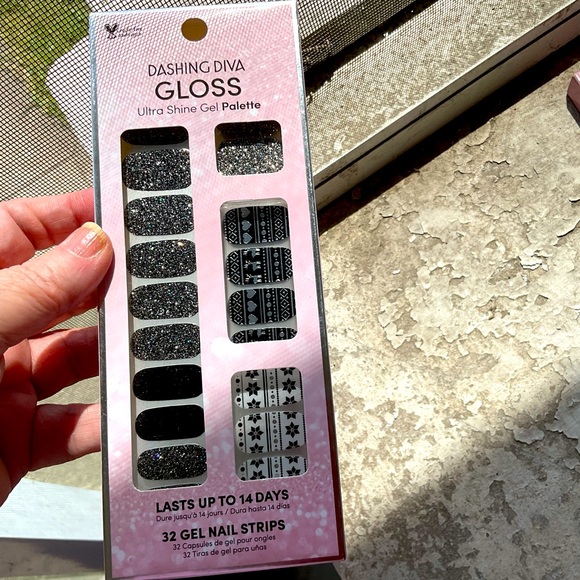 DASHING DIVA
GLOSS
Ultra Shine Gel Palette
LASTS UP TO 14 DAYS
Dure jusqu'à 14 jours / Dura hasta 14 días
32 GEL NAIL STRIPS
32 Capsules de gel pour ongles
32 Tiras de gel para uñas